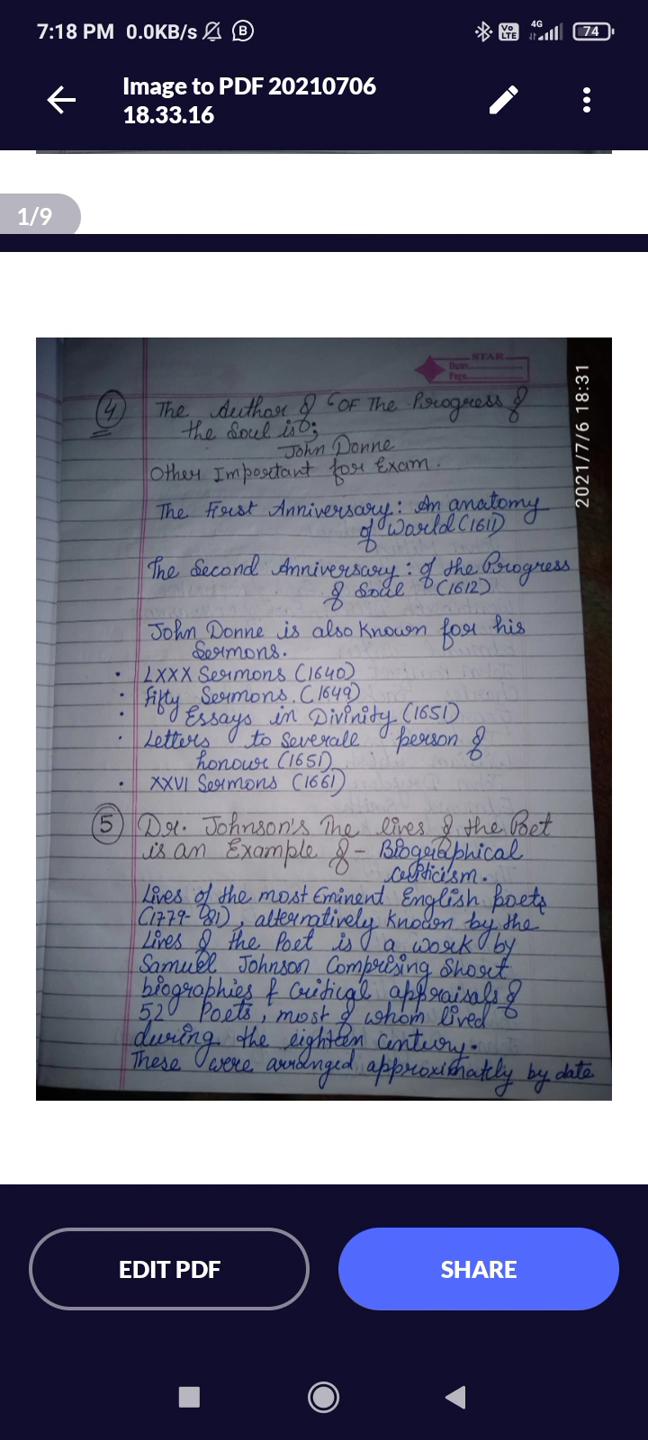 7:18 PM 0.0KB/s B 4G Vo LTE 74
Image to PDF 20210706
18.33.16
1/9
STAR
Date
Page
2021/7/6 18:31
4 The Author of "OF The Progress of
the Soul is;
John Donne
Other Important for Exam.
The First Anniversary: An anatomy
of World (1611)
The Second Anniversary: of the Progress
of Soul (1612)
John Donne is also Known for his
Sermons.
• LXXX Sermons (1640)
• Fifty Sermons. (1649)
• Essays in Divinity (1651)
• Letters to Severale person of
honour (1651)
• XXVI Sermons (1661)
5 Dr. Johnson's The lives of the Poet
is an Example of - Biographical
criticism.
Lives of the most Eminent English poets
(1779-81), alternatively known by the
Lives of the Poet is a work by
Samuel Johnson Comprising Short
biographies & Critical appraisals of
52 Poets, most of whom lived
during the eighteen Century.
These were arranged approximately by date
EDIT PDF
SHARE